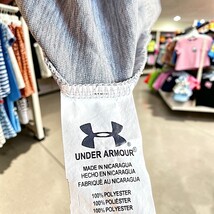 UNDER ARMOUR
MADE IN NICARAGUA
HECHO EN NICARAGUA
FABRIQUÉ AU NICARAGUA
100% POLYESTER
100% POLIÉSTER
100% POLYESTER